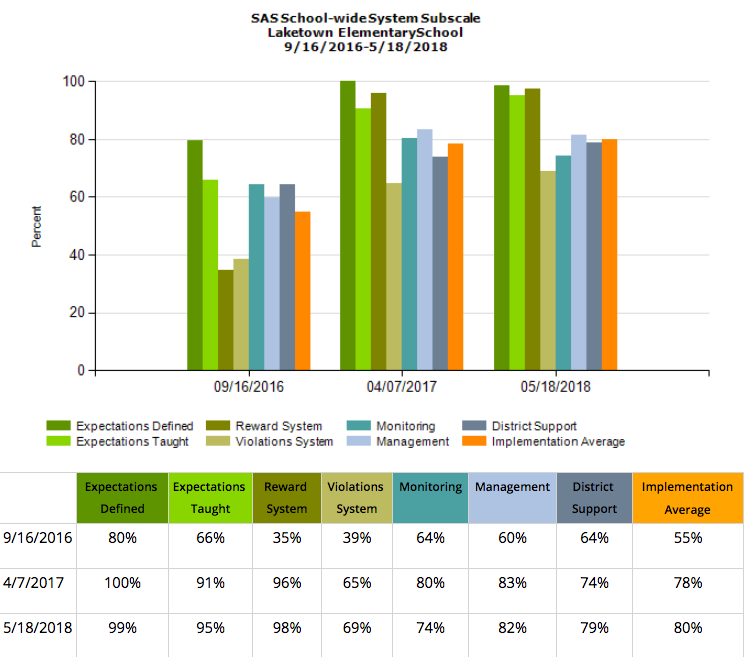 SAS School-wide System Subscale
Laketown ElementarySchool
9/16/2016-5/18/2018
100
80
60
40
20
0
Percent
09/16/2016 04/07/2017 05/18/2018
Expectations Defined Reward System Monitoring District Support
Expectations Taught Violations System Management Implementation Average
Expectations Defined Expectations Taught Reward System Violations System Monitoring Management District Support Implementation Average
9/16/2016 80% 66% 35% 39% 64% 60% 64% 55%
4/7/2017 100% 91% 96% 65% 80% 83% 74% 78%
5/18/2018 99% 95% 98% 69% 74% 82% 79% 80%